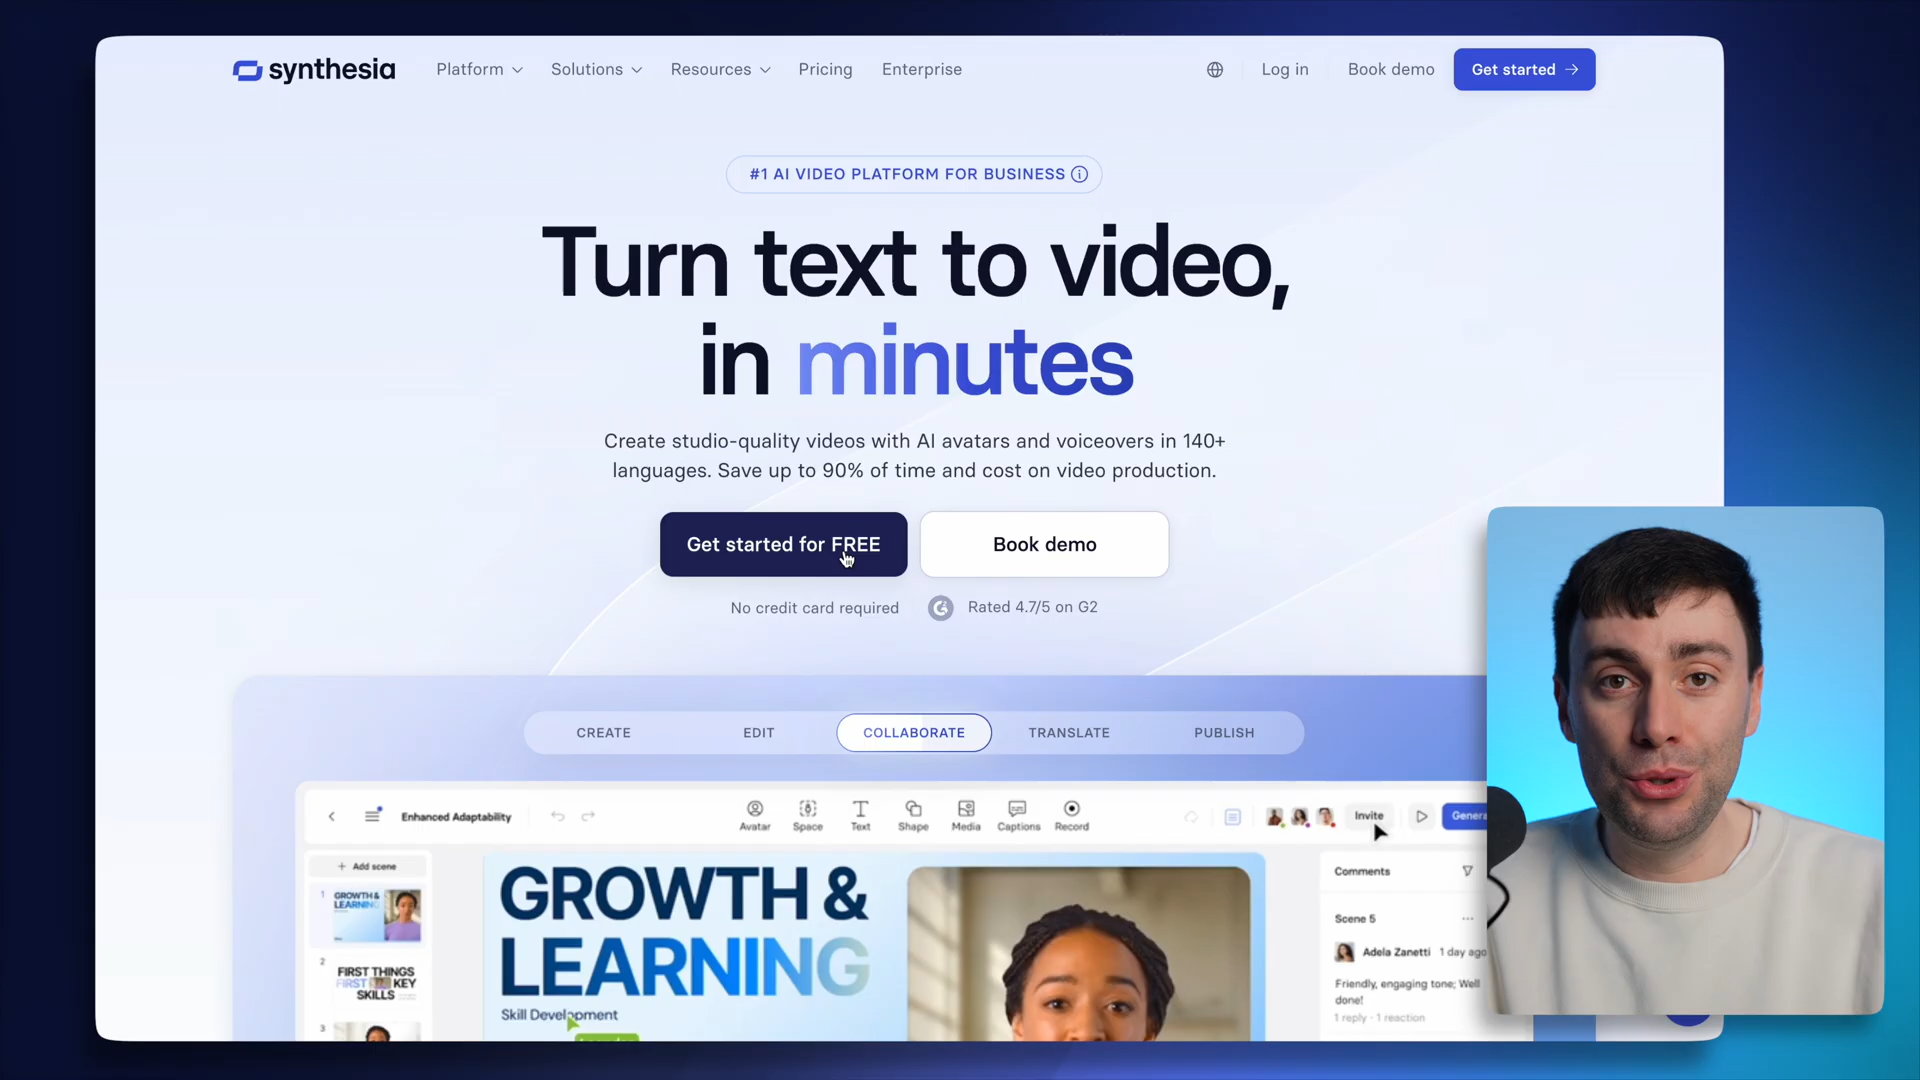 synthesia
Platform
Solutions
Resources
Pricing
Enterprise
Log in
Book demo
Get started
#1 AI VIDEO PLATFORM FOR BUSINESS
Turn text to video,
in minutes
Create studio-quality videos with AI avatars and voiceovers in 140+
languages. Save up to 90% of time and cost on video production.
Get started for FREE
Book demo
No credit card required
Rated 4.7/5 on G2
CREATE
EDIT
COLLABORATE
TRANSLATE
PUBLISH
Enhanced Adaptability
Avatar
Space
Text
Shape
Media
Captions
Record
Invite
Genera
+ Add scene
1
GROWTH &
LEARNING
2
FIRST THINGS
FIRST KEY
SKILLS
3
GROWTH &
LEARNING
Skill Development
Comments
Scene 5
Adela Zanetti 1 day ago
Friendly, engaging tone; Well
done!
1 reply · 1 reaction